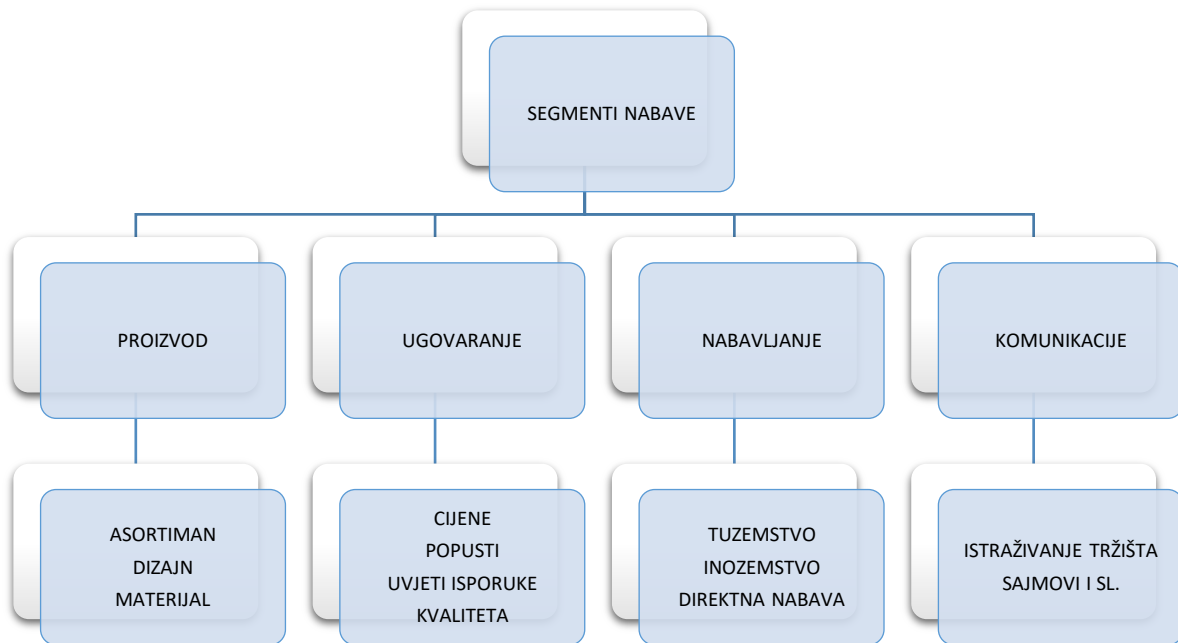 SEGMENTI NABAVE
PROIZVOD
UGOVARANJE
NABAVLJANJE
KOMUNIKACIJE
ASORTIMAN
DIZAJN
MATERIJAL
CIJENE
POPUSTI
UVJETI ISPORUKE
KVALITETA
TUZEMSTVO
INOZEMSTVO
DIREKTNA NABAVA
ISTRAŽIVANJE TRŽIŠTA
SAJMOVI I SL.